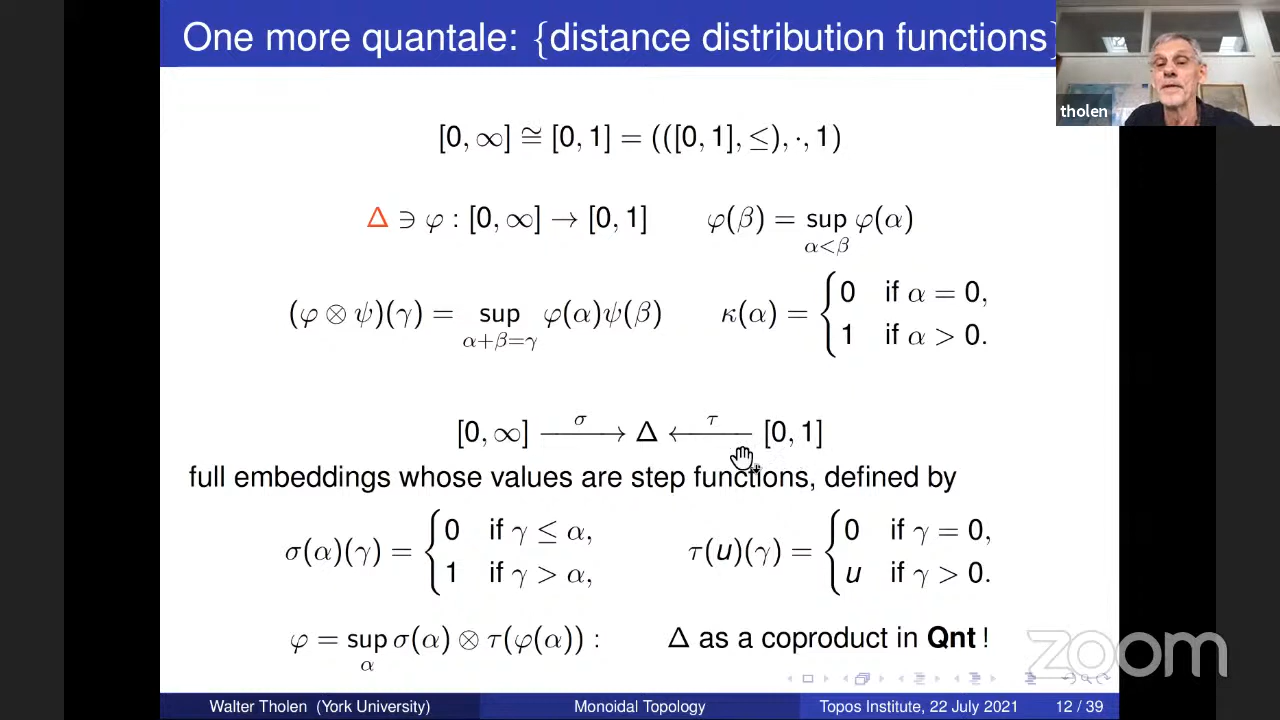 One more quantale: {distance distribution functions}
tholen
[0, ∞] ≅ [0, 1] = (([0, 1], ≤), ·, 1)
Δ ∋ φ : [0, ∞] → [0, 1]   φ(β) = sup_{α<β} φ(α)
(φ ⊗ ψ)(γ) = sup_{α+β=γ} φ(α)ψ(β)   κ(α) = { 0 if α = 0, 1 if α > 0.
[0, ∞] —σ→ Δ ←τ— [0, 1]
full embeddings whose values are step functions, defined by
σ(α)(γ) = { 0 if γ ≤ α, 1 if γ > α,   τ(u)(γ) = { 0 if γ = 0, u if γ > 0.
φ = sup_α σ(α) ⊗ τ(φ(α)) :   Δ as a coproduct in Qnt !
zoom
Walter Tholen (York University)   Monoidal Topology   Topos Institute, 22 July 2021   12 / 39